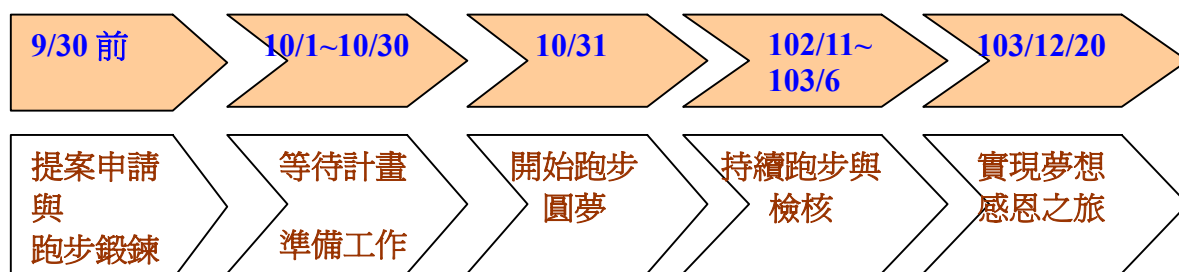 9/30 前
10/1~10/30
10/31
102/11~
103/6
103/12/20
提案申請
與
跑步鍛鍊
等待計畫
準備工作
開始跑步
圓夢
持續跑步與
檢核
實現夢想
感恩之旅